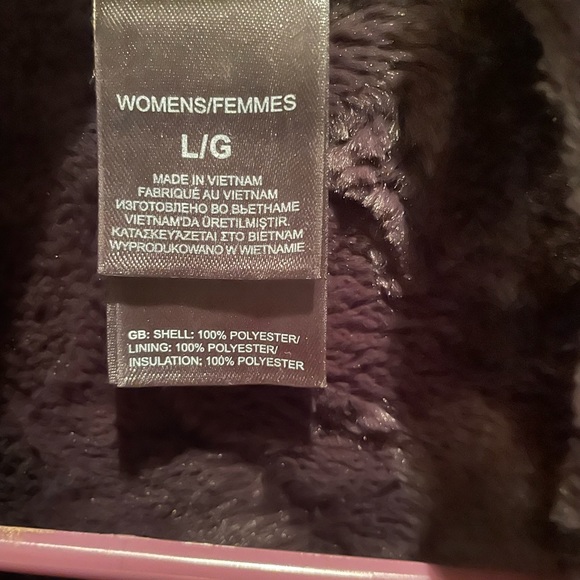 WOMENS/FEMMES
L/G
MADE IN VIETNAM
FABRIQUÉ AU VIETNAM
ИЗГОТОВЛЕНО ВО ВЬЕТНАМЕ
VIETNAM'DA ÜRETILMIŞTIR.
ΚΑΤΑΣΚΕΥΆΖΕΤΑΙ ΣΤΟ ΒΙΕΤΝΑΜ
WYPRODUKOWANO W WIETNAMIE
GB: SHELL: 100% POLYESTER/
LINING: 100% POLYESTER/
INSULATION: 100% POLYESTER